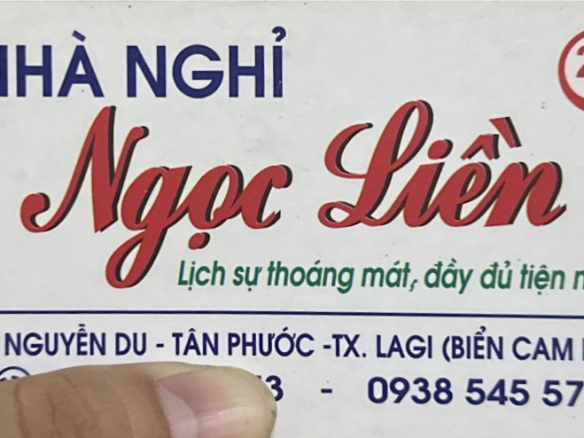 NHÀ NGHỈ
Ngọc Liền
Lịch sự thoáng mát, đầy đủ tiện n
NGUYỄN DU - TÂN PHƯỚC -TX. LAGI (BIỂN CAM
3 - 0938 545 57